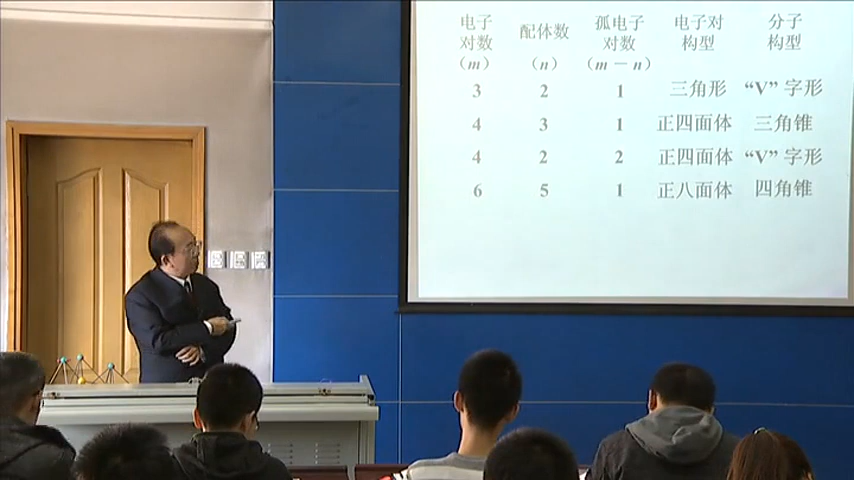 电子 配体数 孤电子 电子对 分子
对数 对数 构型 构型
(m) (n) (m－n)
3 2 1 三角形 “V”字形
4 3 1 正四面体 三角锥
4 2 2 正四面体 “V”字形
6 5 1 正八面体 四角锥